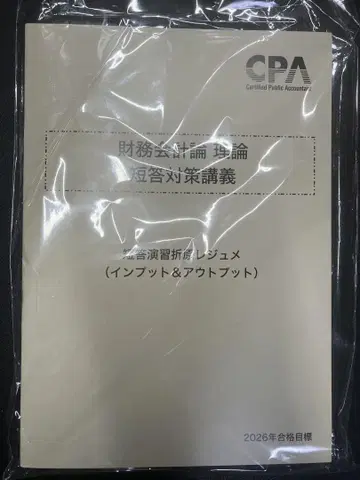 CPA
Certified Public Accountant
財務会計論 理論
短答対策講義
短答演習折衷レジュメ
(インプット&アウトプット)
2026年合格目標